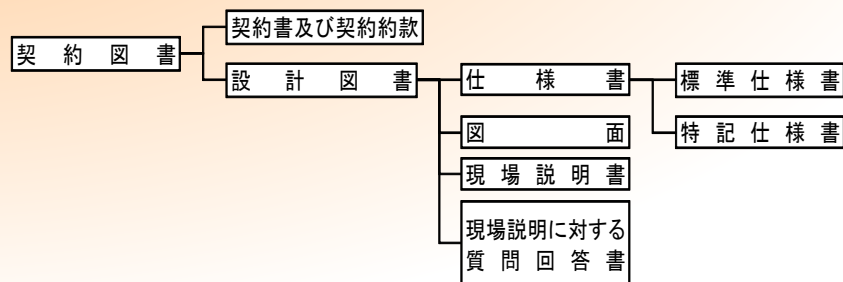 契約図書
契約書及び契約約款
設計図書
仕様書
標準仕様書
特記仕様書
図面
現場説明書
現場説明に対する
質問回答書